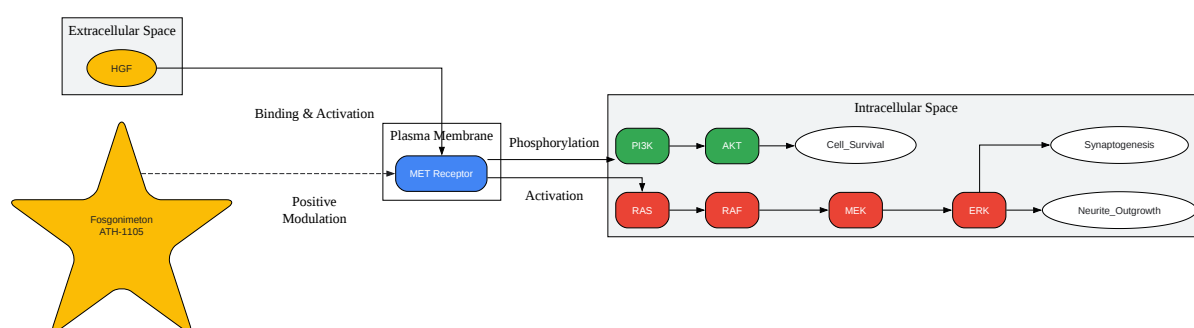 Extracellular Space
HGF
Binding & Activation
Fosgonimeton
ATH-1105
Positive
Modulation
Plasma Membrane
MET Receptor
Phosphorylation
Activation
Intracellular Space
PI3K
AKT
Cell_Survival
Synaptogenesis
RAS
RAF
MEK
ERK
Neurite_Outgrowth